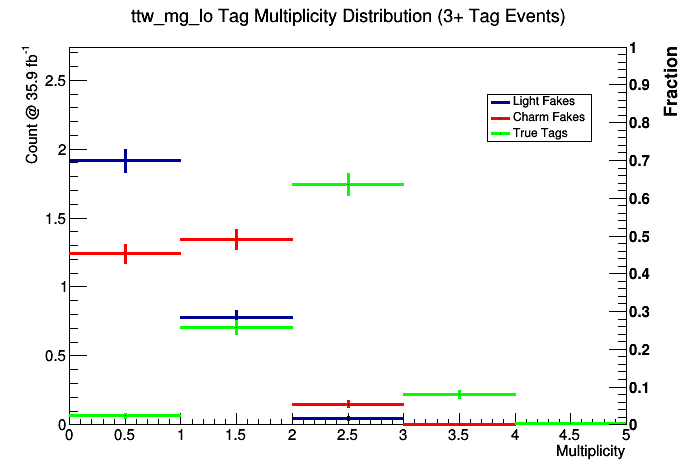 ttw_mg_lo Tag Multiplicity Distribution (3+ Tag Events)
Count @ 35.9 fb⁻¹
Fraction
2.5
2
1.5
1
0.5
0
1
0.9
0.8
0.7
0.6
0.5
0.4
0.3
0.2
0.1
0
Light Fakes
Charm Fakes
True Tags
0 0.5 1 1.5 2 2.5 3 3.5 4 4.5 5
Multiplicity